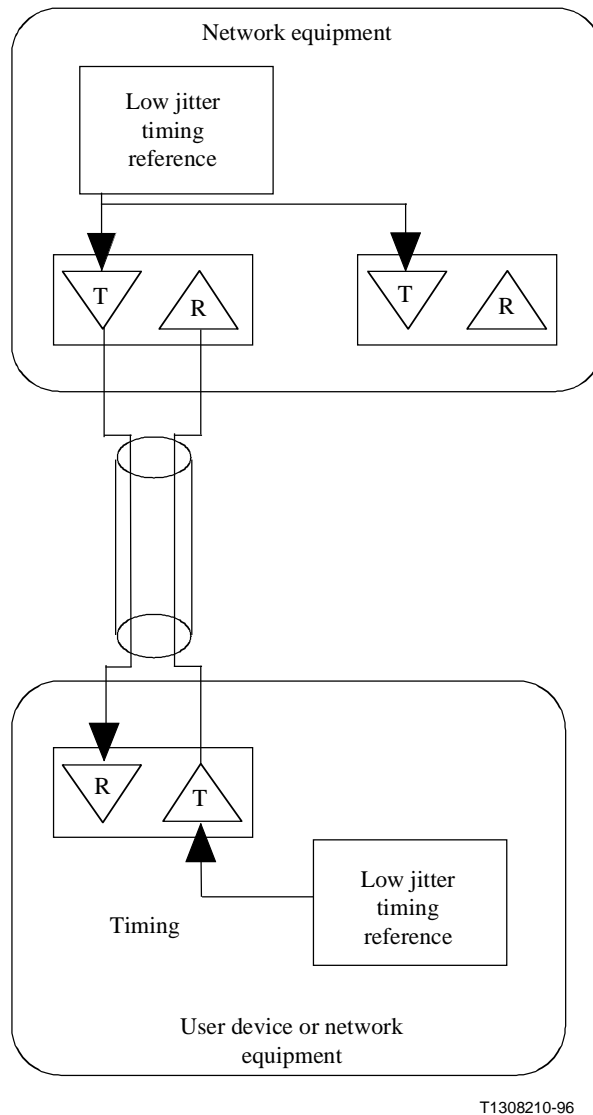 Network equipment
Low jitter
timing
reference
T
R
T
R
R
T
Low jitter
timing
reference
Timing
User device or network
equipment
T1308210-96